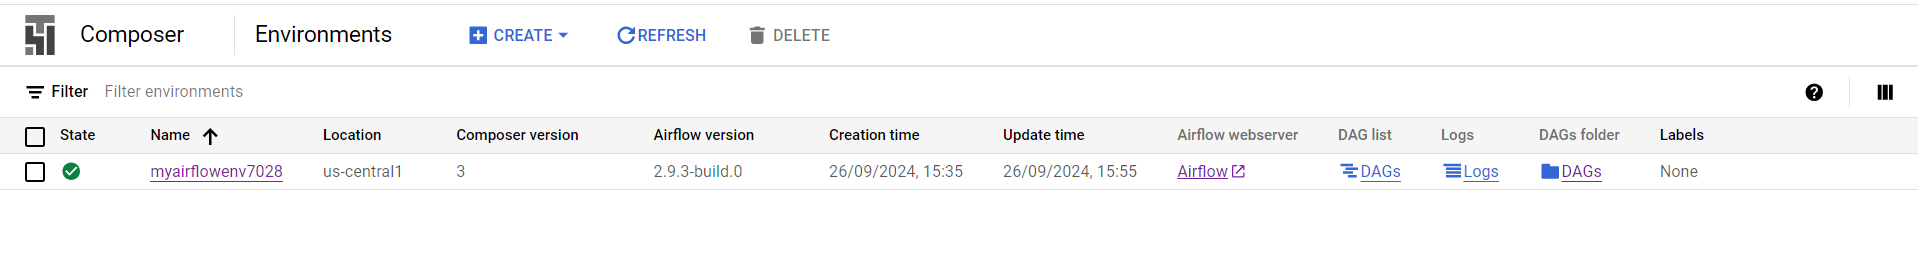 Composer Environments CREATE REFRESH DELETE
Filter Filter environments
State Name Location Composer version Airflow version Creation time Update time Airflow webserver DAG list Logs DAGs folder Labels
myairflowenv7028 us-central1 3 2.9.3-build.0 26/09/2024, 15:35 26/09/2024, 15:55 Airflow DAGs Logs DAGs None